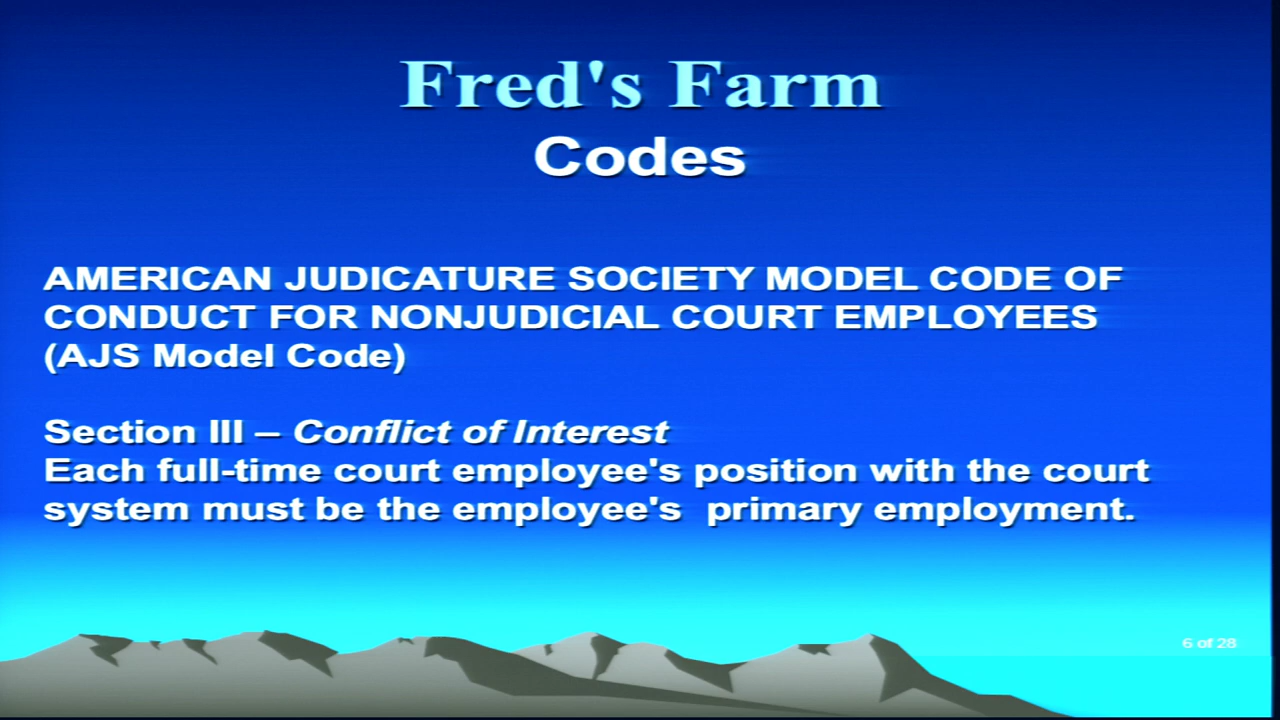 Fred's Farm
Codes
AMERICAN JUDICATURE SOCIETY MODEL CODE OF
CONDUCT FOR NONJUDICIAL COURT EMPLOYEES
(AJS Model Code)
Section III – Conflict of Interest
Each full-time court employee's position with the court
system must be the employee's  primary employment.
6 of 28